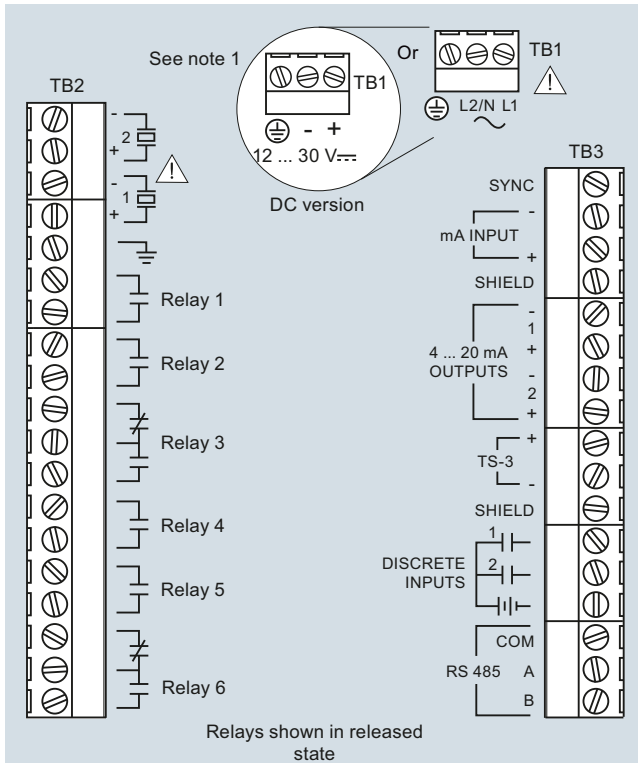 See note 1
TB1
- +
12 ... 30 V
DC version
Or
TB1
L2/N L1
TB2
-
2
+
-
1
+
Relay 1
Relay 2
Relay 3
Relay 4
Relay 5
Relay 6
TB3
SYNC
-
mA INPUT
+
SHIELD
-
1
+
4 ... 20 mA
OUTPUTS
-
2
+
+
TS-3
-
SHIELD
1
DISCRETE
2
INPUTS
COM
RS 485 A
B
Relays shown in released
state